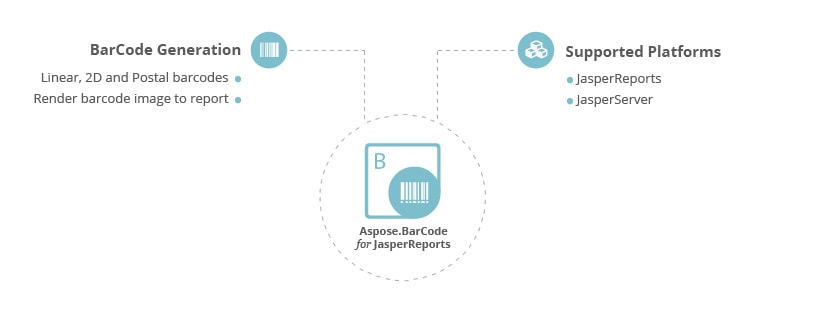 BarCode Generation
Linear, 2D and Postal barcodes
Render barcode image to report
Supported Platforms
JasperReports
JasperServer
B
Aspose.BarCode
for JasperReports